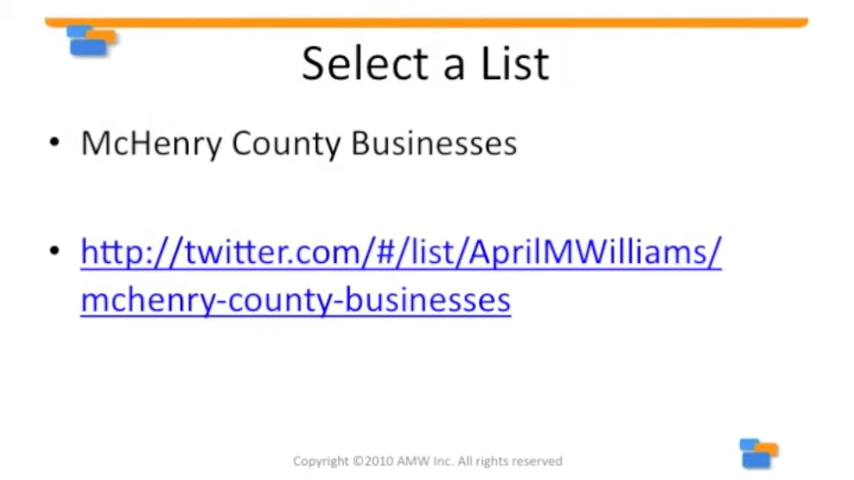 Select a List
• McHenry County Businesses
• http://twitter.com/#/list/AprilMWilliams/
mchenry-county-businesses
Copyright ©2010 AMW Inc. All rights reserved